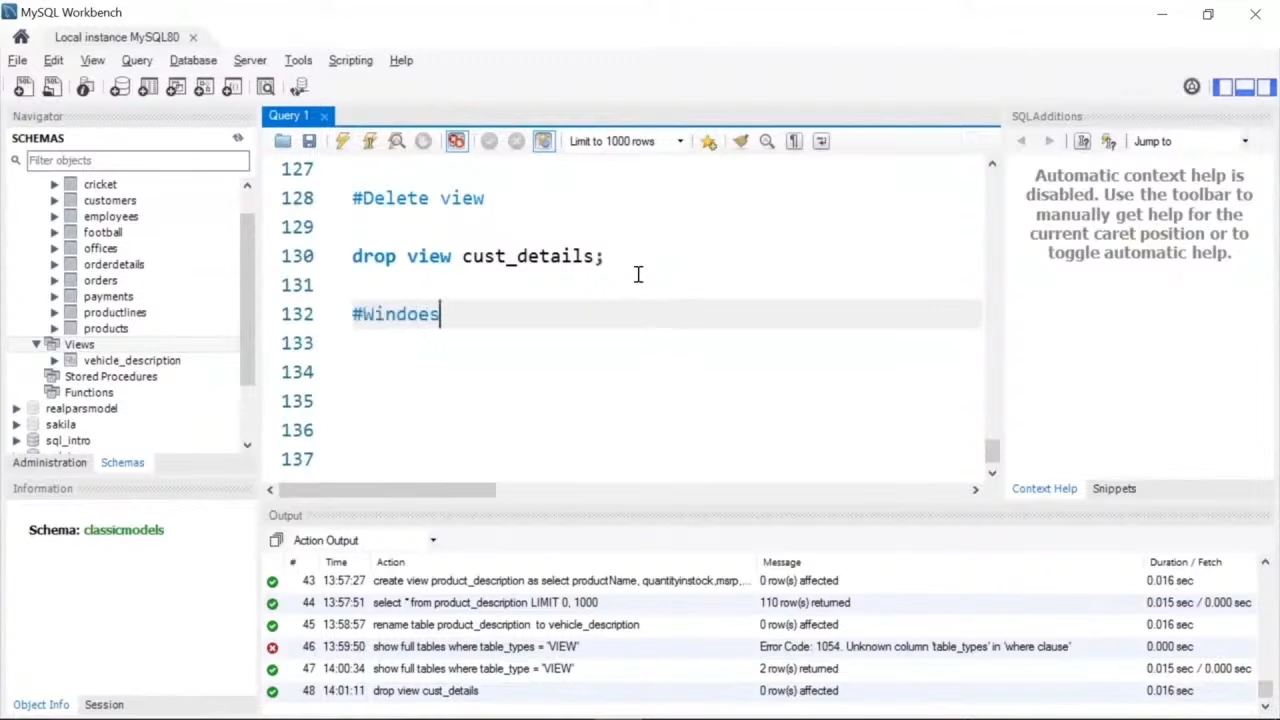 MySQL Workbench
Local instance MySQL80
File Edit View Query Database Server Tools Scripting Help
Navigator
SCHEMAS
Filter objects
cricket
customers
employees
football
offices
orderdetails
orders
payments
productlines
products
Views
vehicle_description
Stored Procedures
Functions
realparsmodel
sakila
sql_intro
Administration Schemas
Information
Schema: classicmodels
Object Info Session
Query 1
Limit to 1000 rows
127
128 #Delete view
129
130 drop view cust_details;
131
132 #Windoes
133
134
135
136
137
SQLAdditions
Jump to
Automatic context help is
disabled. Use the toolbar to
manually get help for the
current caret position or to
toggle automatic help.
Context Help Snippets
Output
Action Output
# Time Action Message Duration / Fetch
43 13:57:27 create view product_description as select productName, quantityinstock,msrp,... 0 row(s) affected 0.016 sec
44 13:57:51 select * from product_description LIMIT 0, 1000 110 row(s) returned 0.015 sec / 0.000 sec
45 13:58:57 rename table product_description to vehicle_description 0 row(s) affected 0.016 sec
46 13:59:50 show full tables where table_types = 'VIEW' Error Code: 1054. Unknown column 'table_types' in 'where clause' 0.000 sec
47 14:00:34 show full tables where table_type = 'VIEW' 2 row(s) returned 0.015 sec / 0.000 sec
48 14:01:11 drop view cust_details 0 row(s) affected 0.016 sec